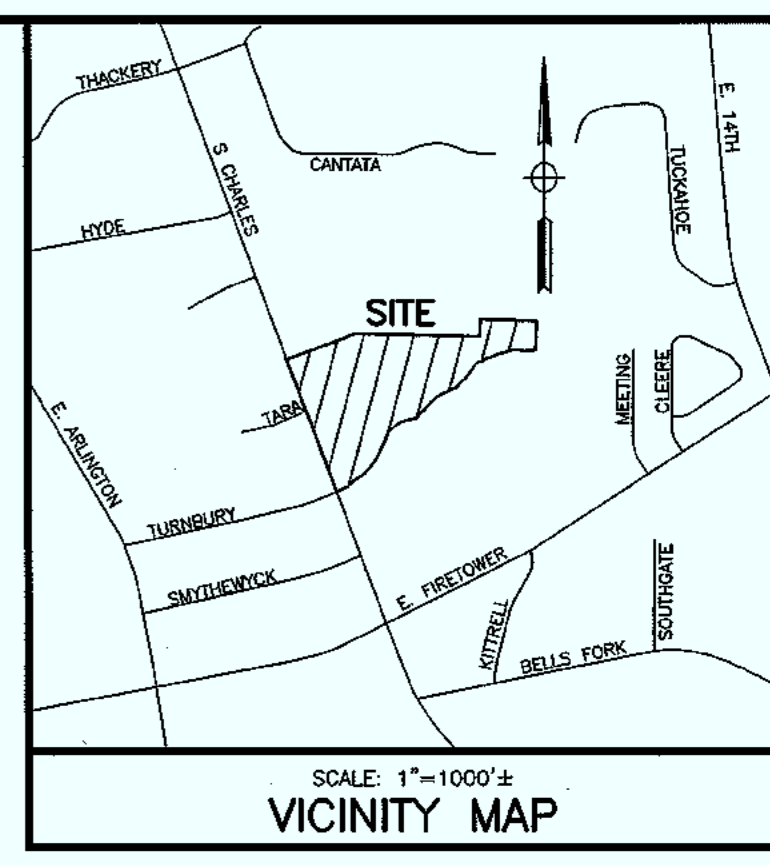 THACKERY
E. 14TH
S CHARLES
CANTATA
TUCKAHOE
HYDE
SITE
MEETING
CLEERE
TARA
E. ARLINGTON
TURNBURY
SMYTHEWYCK
E. FIRETOWER
KITTRELL
SOUTHGATE
BELLS FORK
SCALE: 1"=1000'±
VICINITY MAP